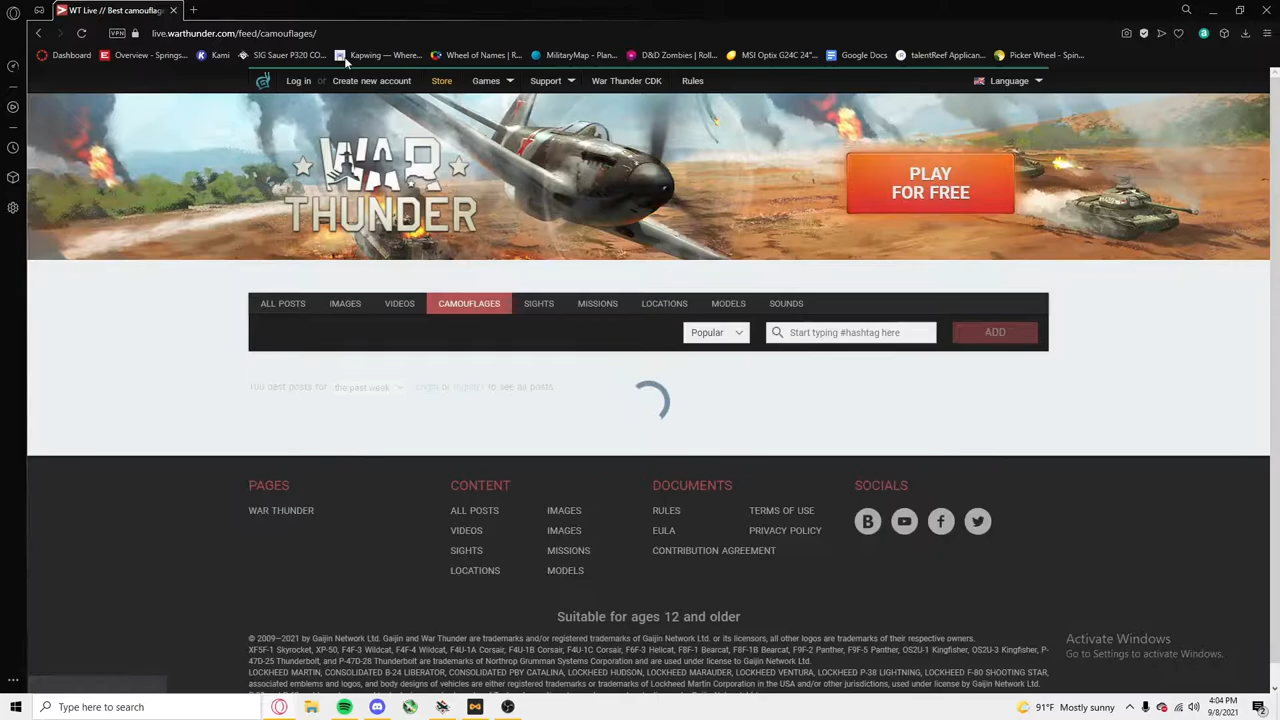 WT Live // Best camouflag
VPN live.warthunder.com/feed/camouflages/
Dashboard Overview - Springs... Kami SIG Sauer P320 CO... Kapwing — Where... Wheel of Names | R... MilitaryMap - Plan... D&D Zombies | Roll... MSI Optix G24C 24"... Google Docs talentReef Applican... Picker Wheel - Spin...
Log in or Create new account Store Games Support War Thunder CDK Rules Language
WAR THUNDER
PLAY FOR FREE
ALL POSTS IMAGES VIDEOS CAMOUFLAGES SIGHTS MISSIONS LOCATIONS MODELS SOUNDS
Popular Start typing #hashtag here ADD
best posts for the past week Login or register to see all posts.
PAGES CONTENT DOCUMENTS SOCIALS
WAR THUNDER ALL POSTS IMAGES RULES TERMS OF USE
VIDEOS IMAGES EULA PRIVACY POLICY
SIGHTS MISSIONS CONTRIBUTION AGREEMENT
LOCATIONS MODELS
Suitable for ages 12 and older
© 2009—2021 by Gaijin Network Ltd. Gaijin and War Thunder are trademarks and/or registered trademarks of Gaijin Network Ltd. or its licensors, all other logos are trademarks of their respective owners.
XF5F-1 Skyrocket, XP-50, F4F-3 Wildcat, F4F-4 Wildcat, F4U-1A Corsair, F4U-1B Corsair, F4U-1C Corsair, F6F-3 Hellcat, F8F-1 Bearcat, F8F-1B Bearcat, F9F-2 Panther, F9F-5 Panther, OS2U-1 Kingfisher, OS2U-3 Kingfisher, P-
47D-25 Thunderbolt, and P-47D-28 Thunderbolt are trademarks of Northrop Grumman Systems Corporation and are used under license to Gaijin Network Ltd.
LOCKHEED MARTIN, CONSOLIDATED B-24 LIBERATOR, CONSOLIDATED PBY CATALINA, LOCKHEED HUDSON, LOCKHEED MARAUDER, LOCKHEED VENTURA, LOCKHEED P-38 LIGHTNING, LOCKHEED F-80 SHOOTING STAR,
associated emblems and logos, and body designs of vehicles are either registered trademarks or trademarks of Lockheed Martin Corporation in the USA and/or other jurisdictions, used under license by Gaijin Network Ltd.
Activate Windows
Go to Settings to activate Windows.
Type here to search
91°F Mostly sunny
4:04 PM
9/8/2021
2